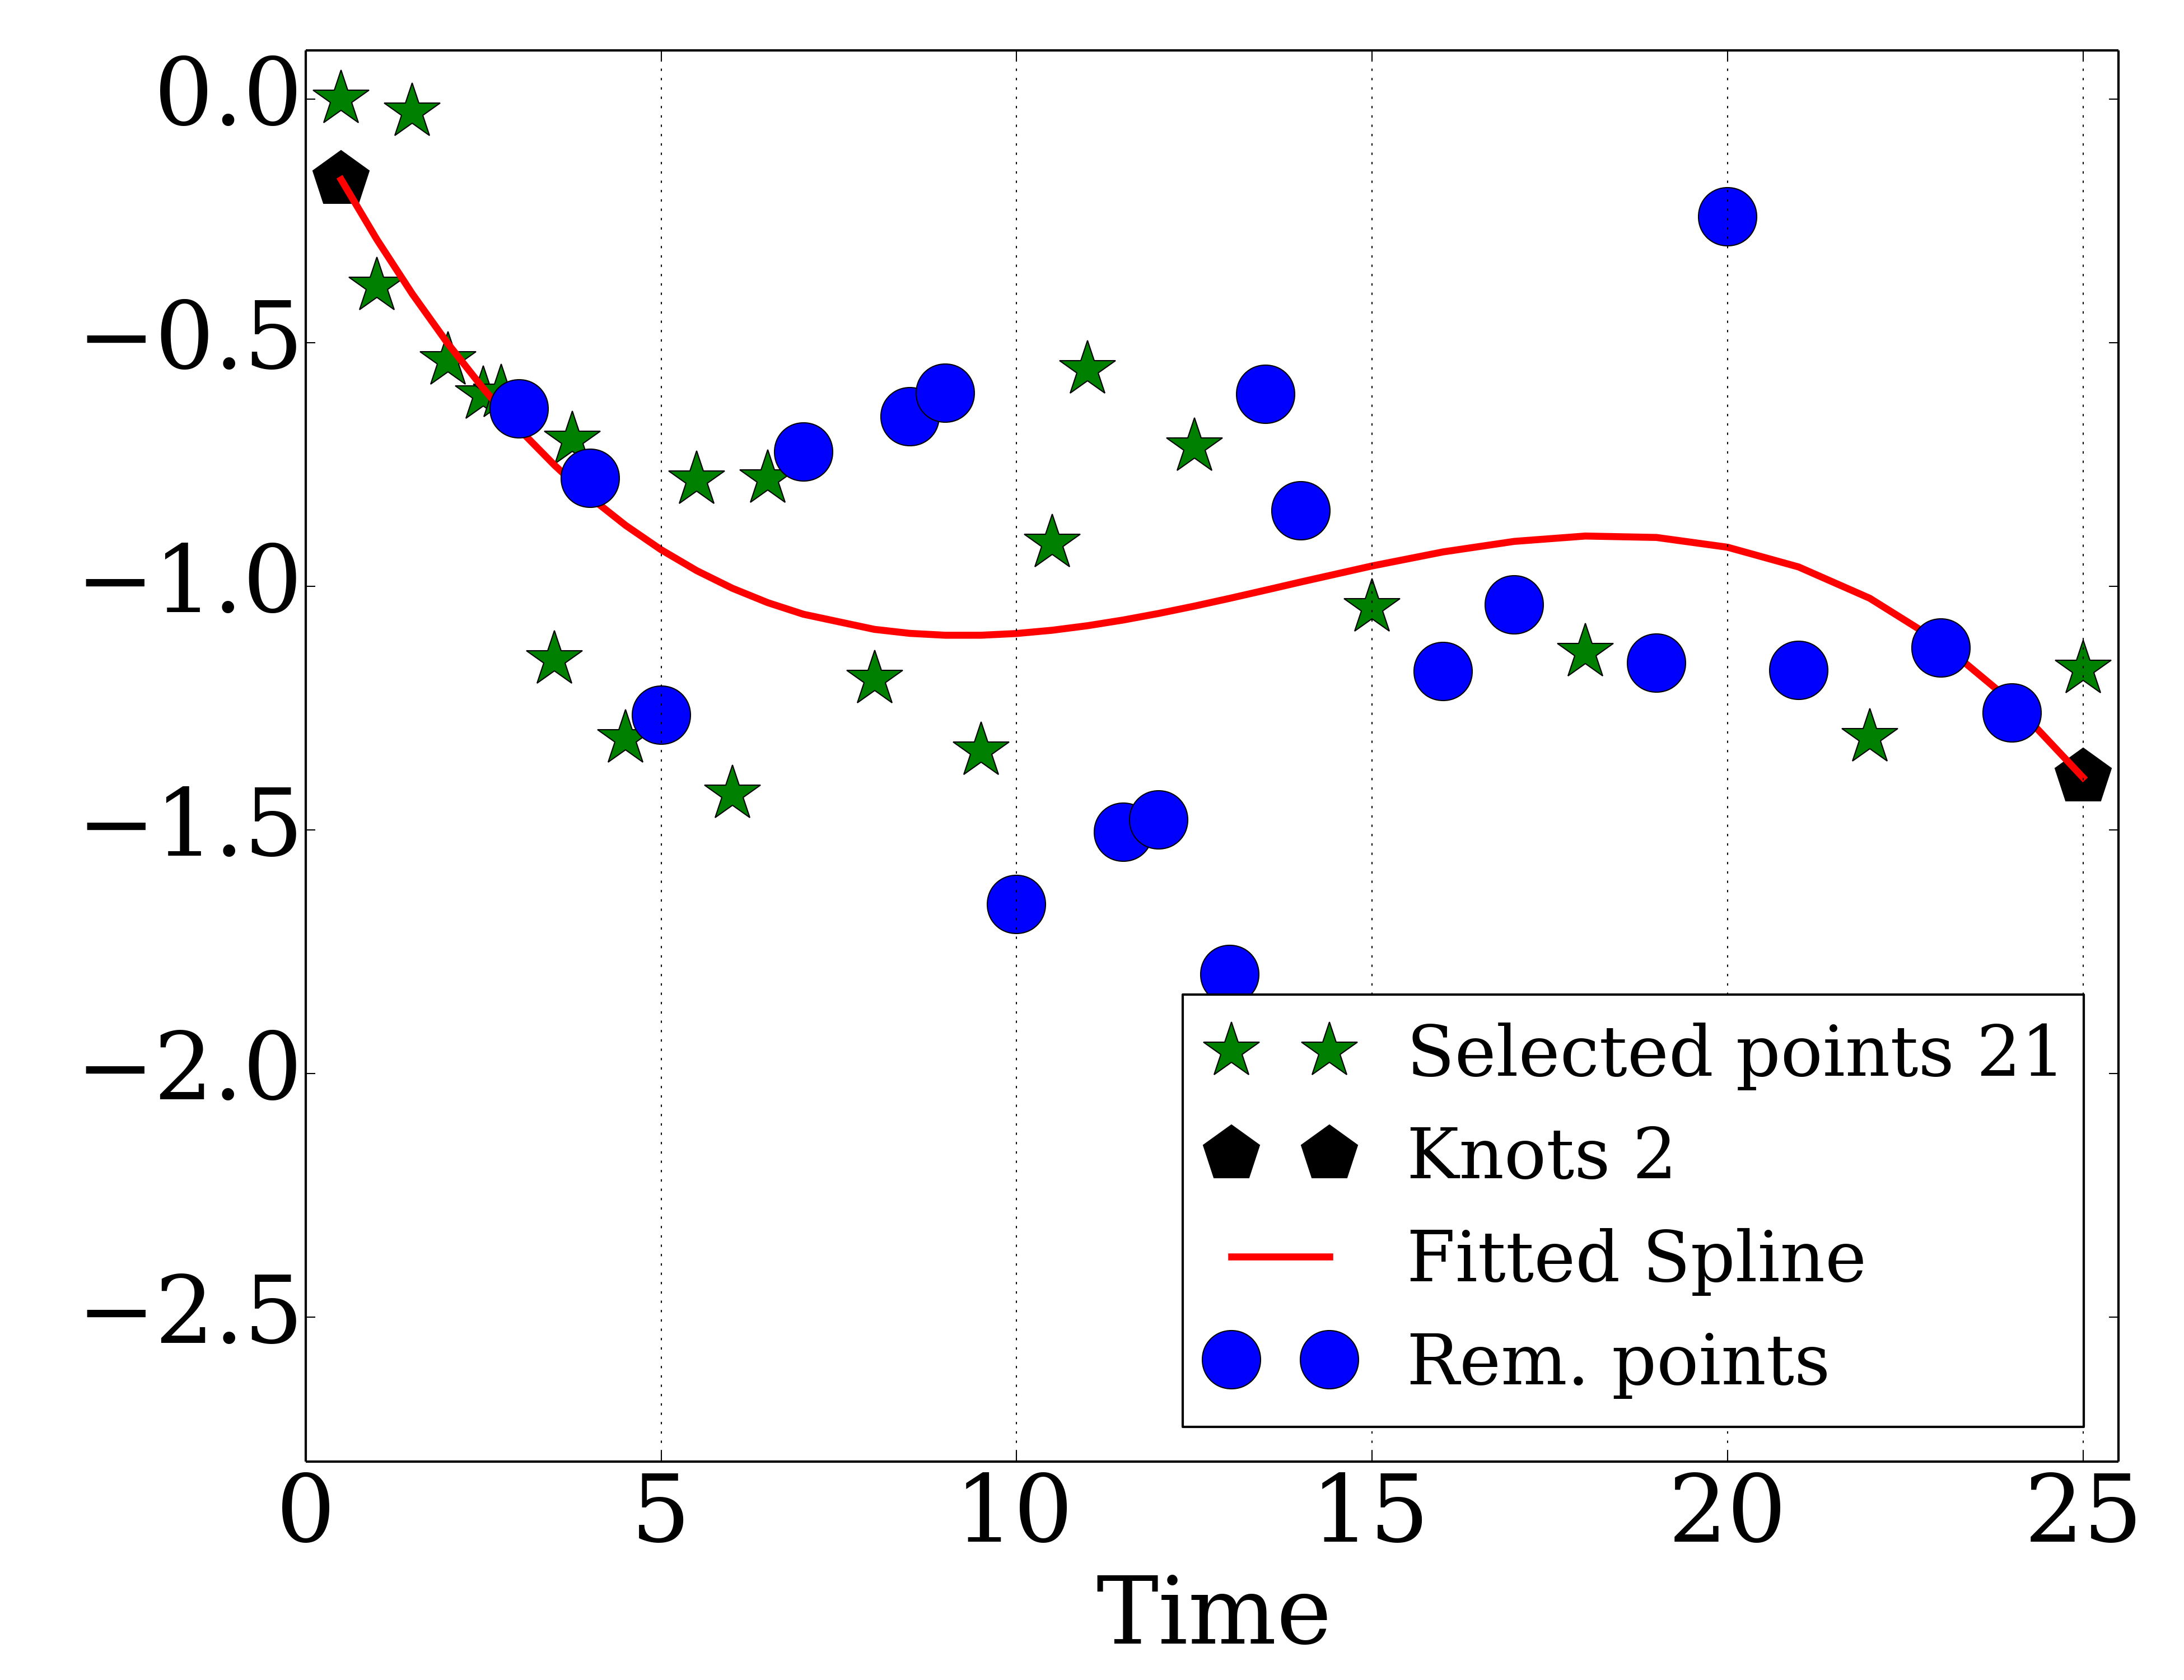 0.0
−0.5
−1.0
−1.5
−2.0
−2.5
0 5 10 15 20 25
Time
Selected points 21
Knots 2
Fitted Spline
Rem. points